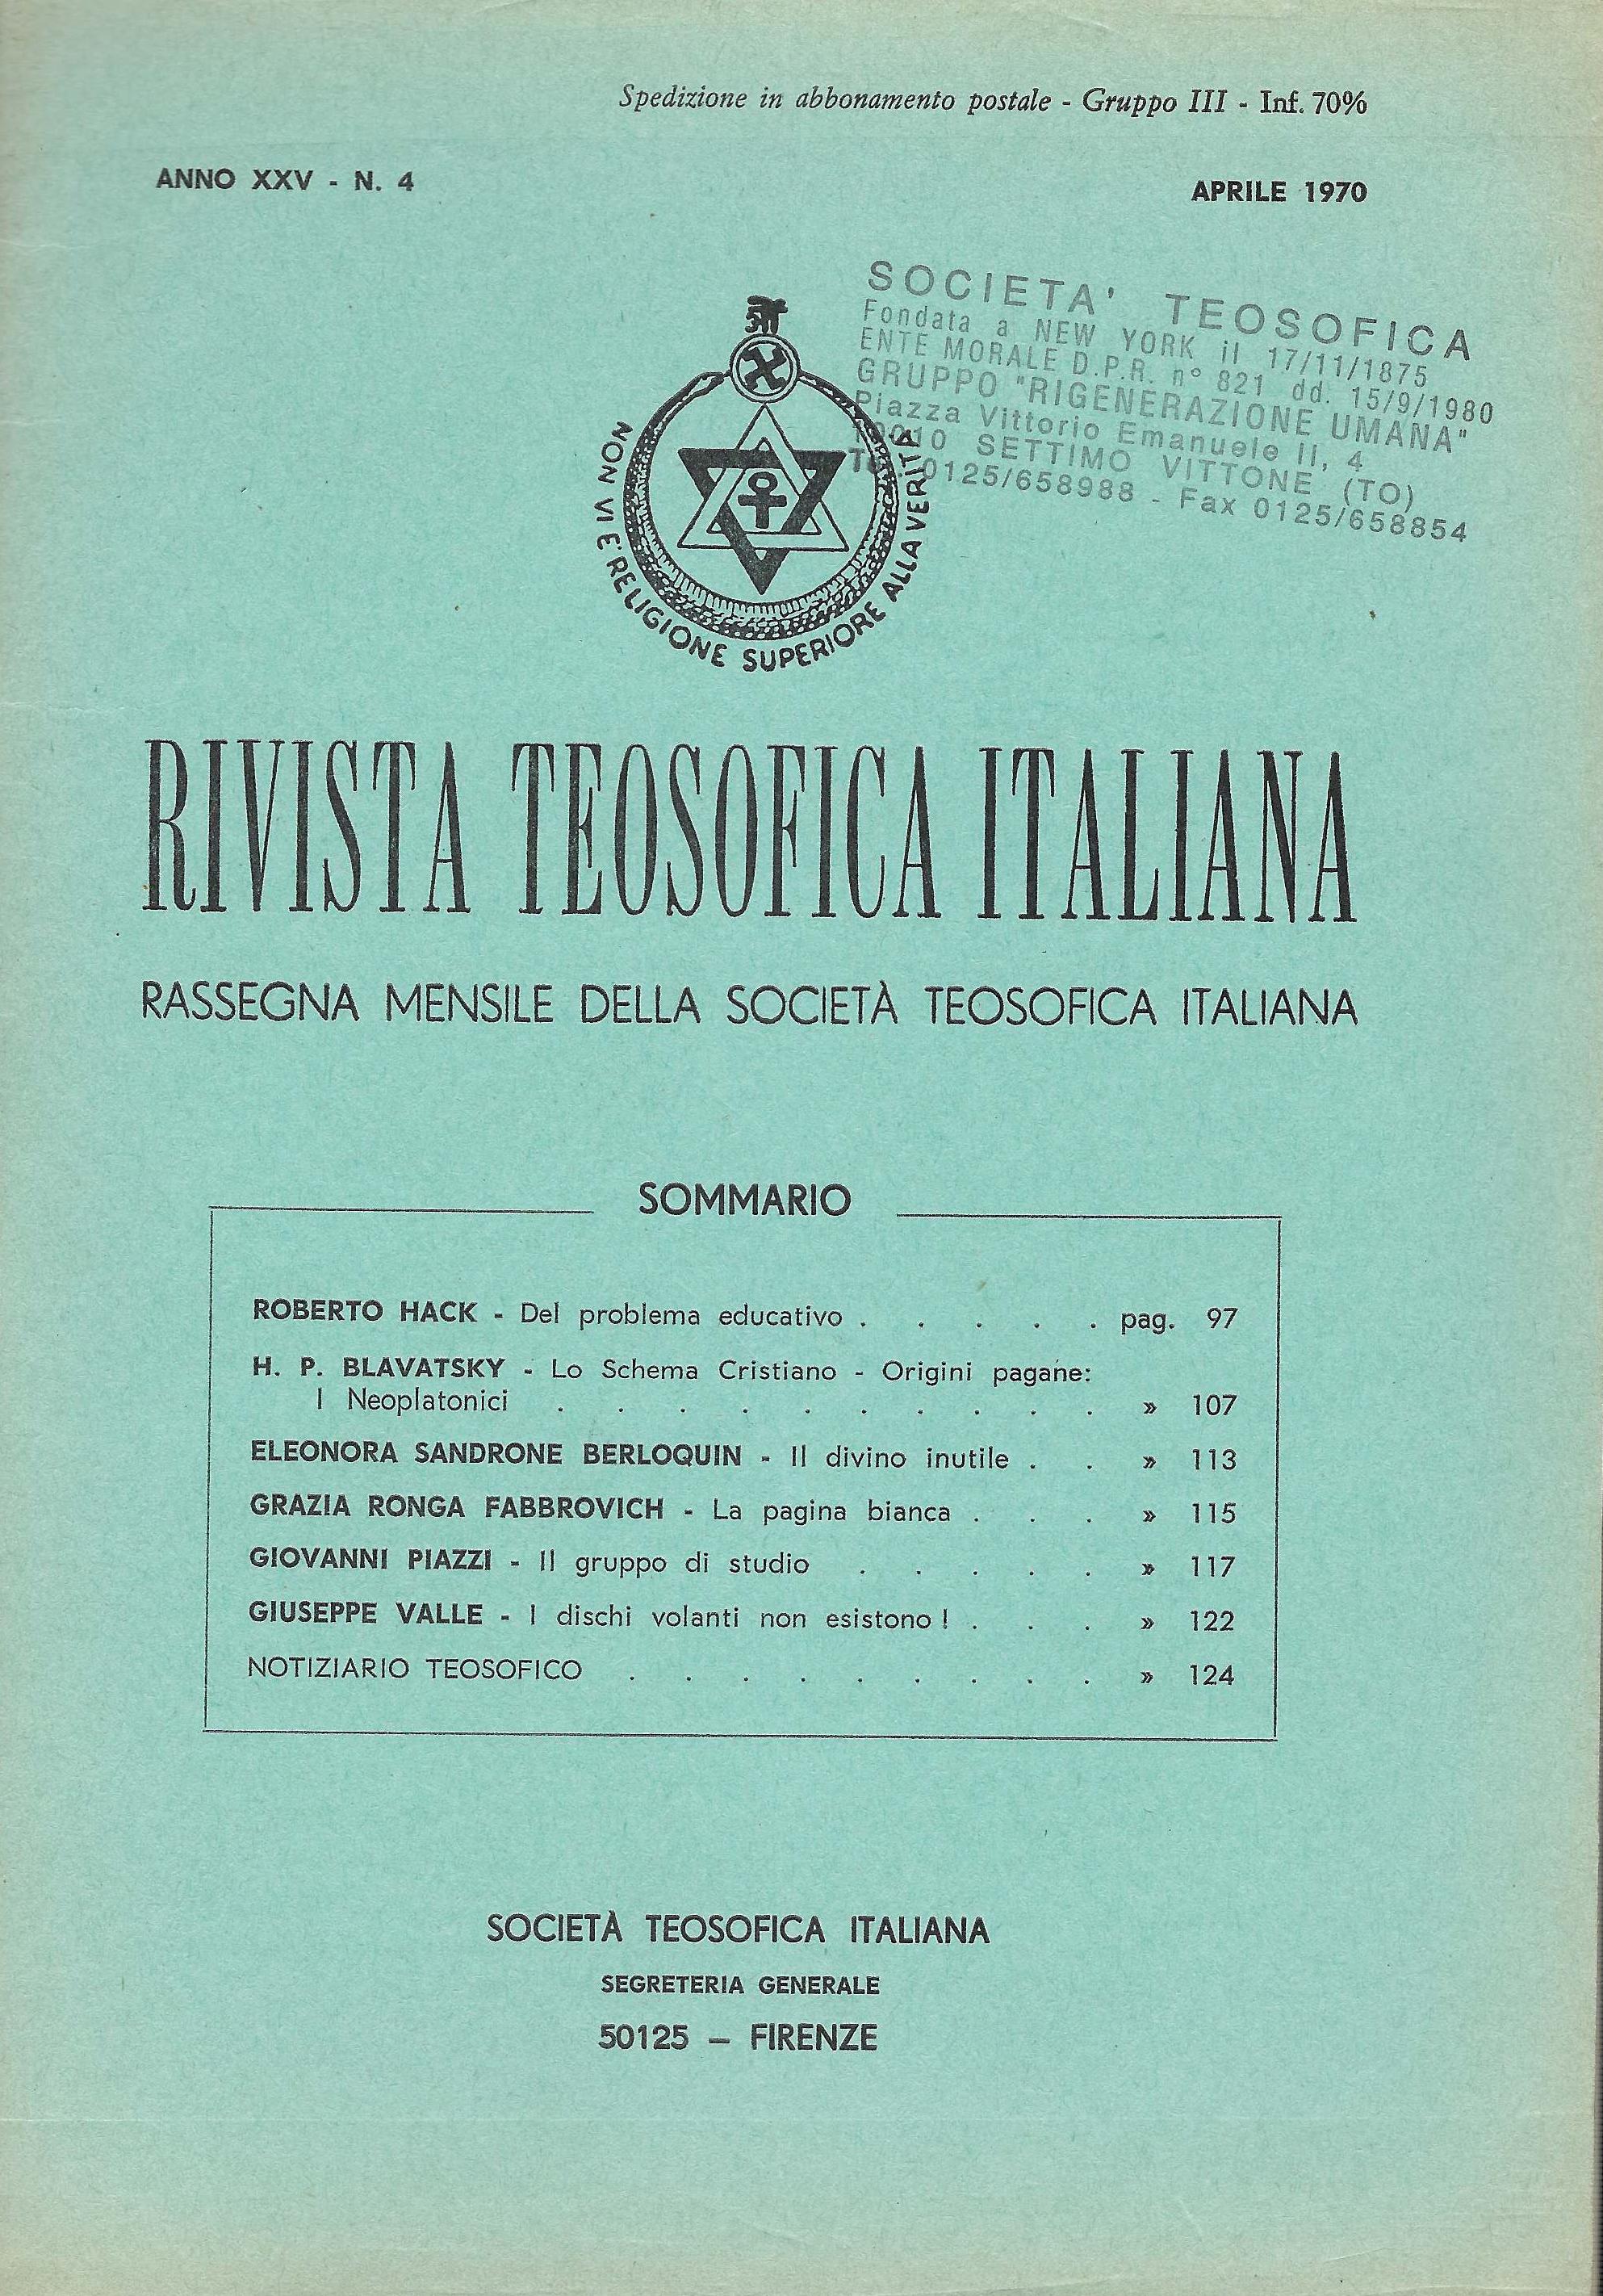 Spedizione in abbonamento postale - Gruppo III - Inf. 70%
ANNO XXV - N. 4
APRILE 1970
SOCIETA' TEOSOFICA
Fondata a NEW YORK il 17/11/1875
ENTE MORALE D.P.R. n° 821 dd. 15/9/1980
GRUPPO "RIGENERAZIONE UMANA"
Piazza Vittorio Emanuele II, 4
10010 SETTIMO VITTONE (TO)
0125/658988 - Fax 0125/658854
NON VI E' RELIGIONE SUPERIORE ALLA VERITÀ
RIVISTA TEOSOFICA ITALIANA
RASSEGNA MENSILE DELLA SOCIETÀ TEOSOFICA ITALIANA
SOMMARIO
ROBERTO HACK - Del problema educativo . . . . . pag. 97
H. P. BLAVATSKY - Lo Schema Cristiano - Origini pagane:
I Neoplatonici . . . . . . . . . . » 107
ELEONORA SANDRONE BERLOQUIN - Il divino inutile . . » 113
GRAZIA RONGA FABBROVICH - La pagina bianca . . . » 115
GIOVANNI PIAZZI - Il gruppo di studio . . . . . » 117
GIUSEPPE VALLE - I dischi volanti non esistono ! . . . » 122
NOTIZIARIO TEOSOFICO . . . . . . . . . » 124
SOCIETÀ TEOSOFICA ITALIANA
SEGRETERIA GENERALE
50125 — FIRENZE